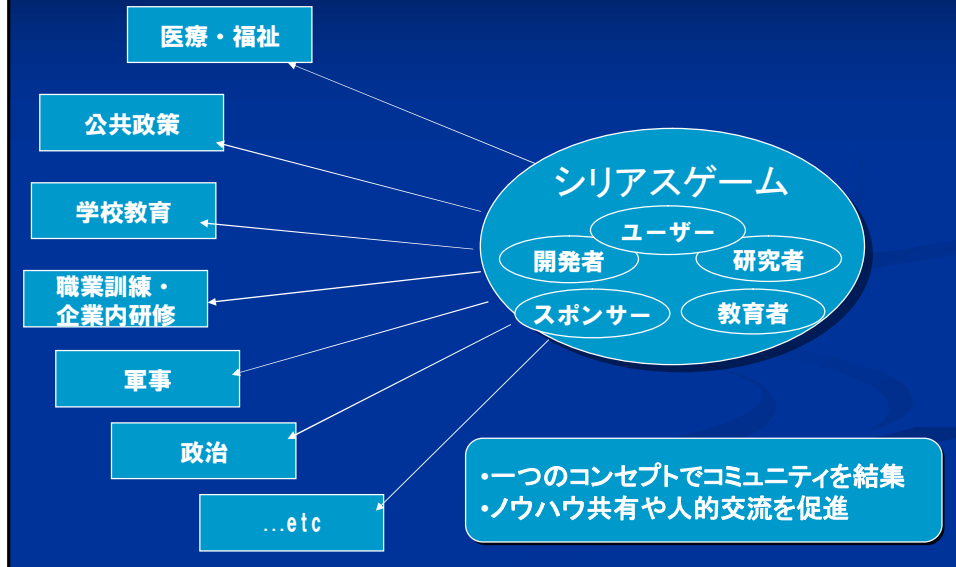 医療・福祉
公共政策
学校教育
職業訓練・
企業内研修
軍事
政治
...etc
シリアスゲーム
ユーザー
開発者
研究者
スポンサー
教育者
・一つのコンセプトでコミュニティを結集
・ノウハウ共有や人的交流を促進